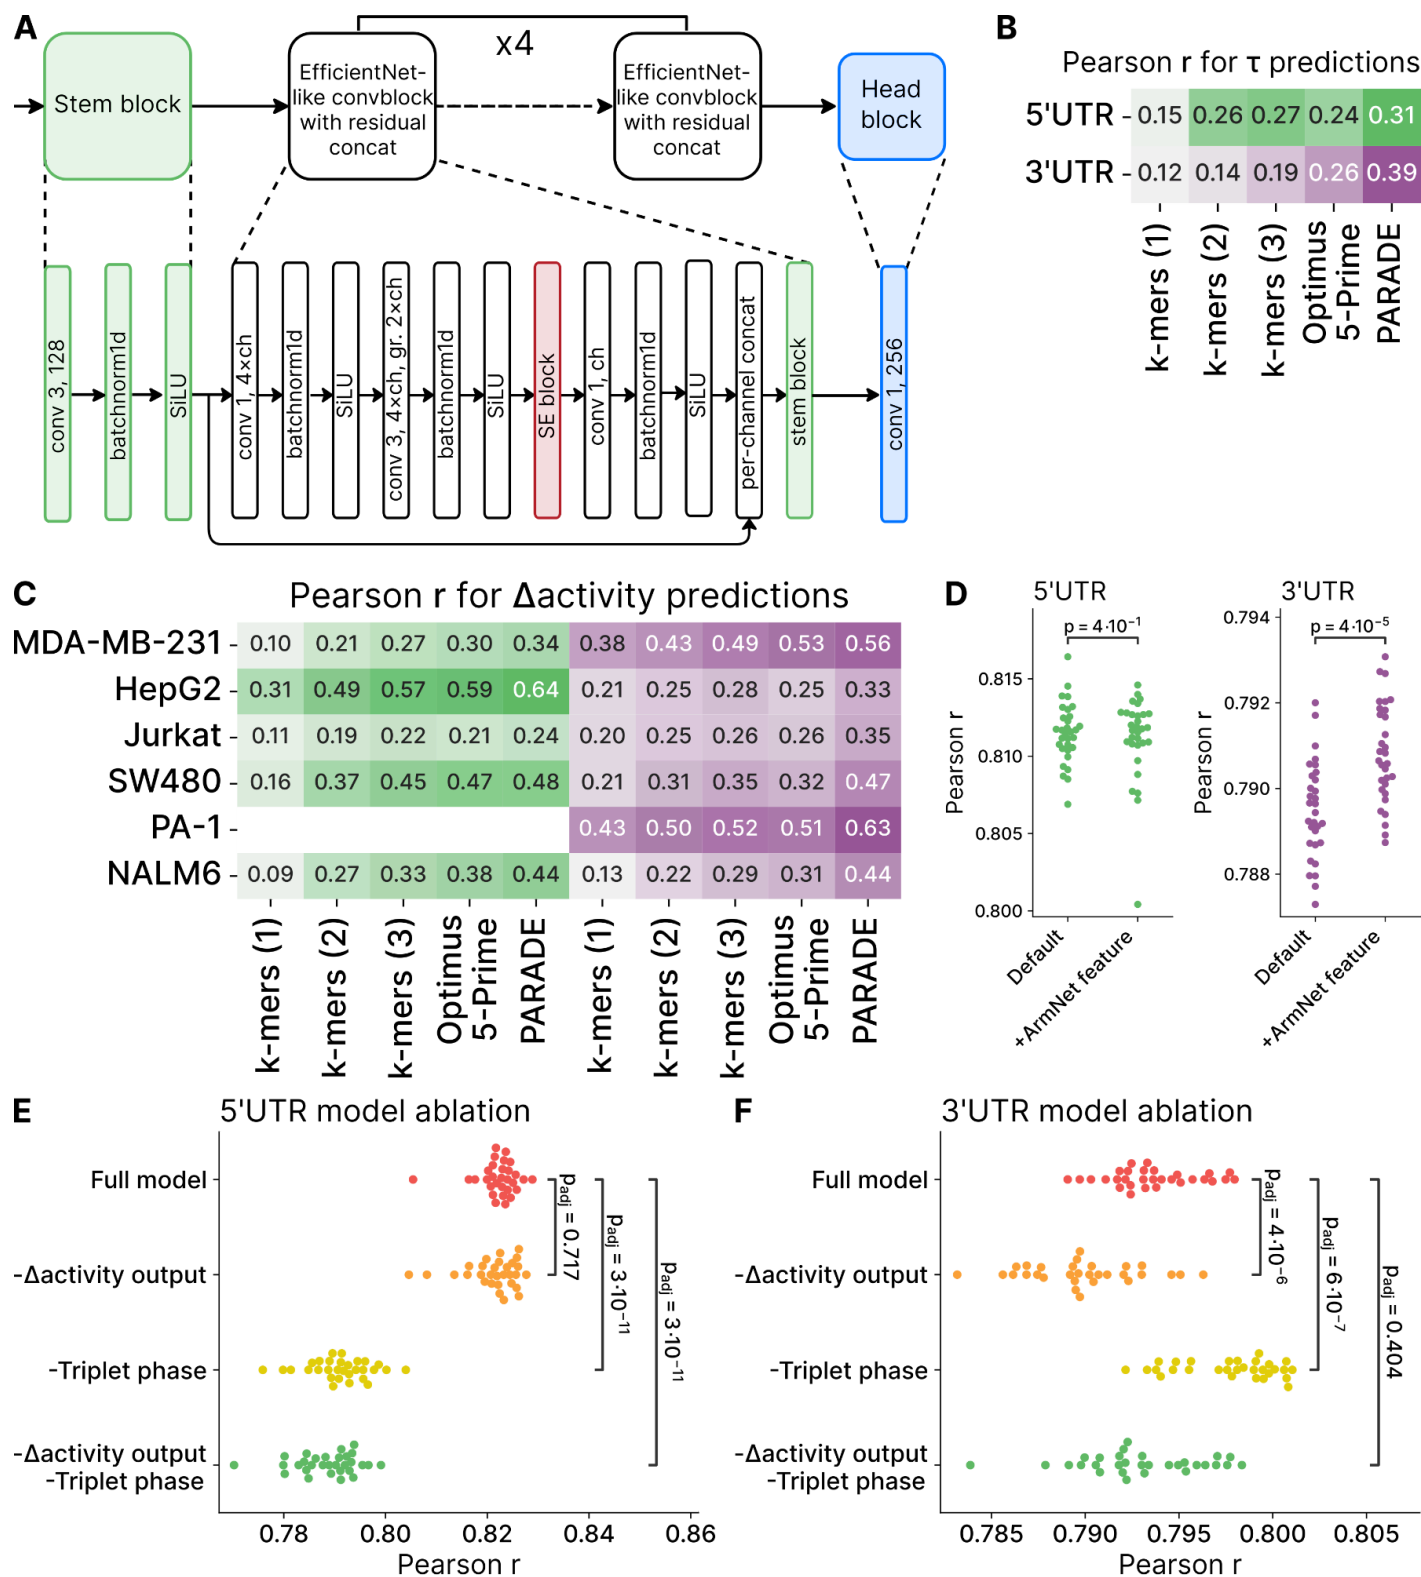 A
x4
Stem block
EfficientNet-
like convblock
with residual
concat
EfficientNet-
like convblock
with residual
concat
Head
block
conv 3, 128
batchnorm1d
SiLU
conv 1, 4×ch
batchnorm1d
SiLU
conv 3, 4×ch, gr. 2×ch
batchnorm1d
SiLU
SE block
conv 1, ch
batchnorm1d
SiLU
per-channel concat
stem block
conv 1, 256
B
Pearson r for τ predictions
5'UTR 0.15 0.26 0.27 0.24 0.31
3'UTR 0.12 0.14 0.19 0.26 0.39
k-mers (1)
k-mers (2)
k-mers (3)
Optimus
5-Prime
PARADE
C
Pearson r for Δactivity predictions
MDA-MB-231 0.10 0.21 0.27 0.30 0.34 0.38 0.43 0.49 0.53 0.56
HepG2 0.31 0.49 0.57 0.59 0.64 0.21 0.25 0.28 0.25 0.33
Jurkat 0.11 0.19 0.22 0.21 0.24 0.20 0.25 0.26 0.26 0.35
SW480 0.16 0.37 0.45 0.47 0.48 0.21 0.31 0.35 0.32 0.47
PA-1 0.43 0.50 0.52 0.51 0.63
NALM6 0.09 0.27 0.33 0.38 0.44 0.13 0.22 0.29 0.31 0.44
k-mers (1)
k-mers (2)
k-mers (3)
Optimus
5-Prime
PARADE
k-mers (1)
k-mers (2)
k-mers (3)
Optimus
5-Prime
PARADE
D
5'UTR
p = 4·10⁻¹
Pearson r
0.815
0.810
0.805
0.800
Default
+ArmNet feature
3'UTR
p = 4·10⁻⁵
Pearson r
0.794
0.792
0.790
0.788
Default
+ArmNet feature
E
5'UTR model ablation
Full model
-Δactivity output
-Triplet phase
-Δactivity output
-Triplet phase
padj = 0.717
padj = 3·10⁻¹¹
padj = 3·10⁻¹¹
0.78 0.80 0.82 0.84 0.86
Pearson r
F
3'UTR model ablation
Full model
-Δactivity output
-Triplet phase
-Δactivity output
-Triplet phase
padj = 4·10⁻⁶
padj = 6·10⁻⁷
padj = 0.404
0.785 0.790 0.795 0.800 0.805
Pearson r